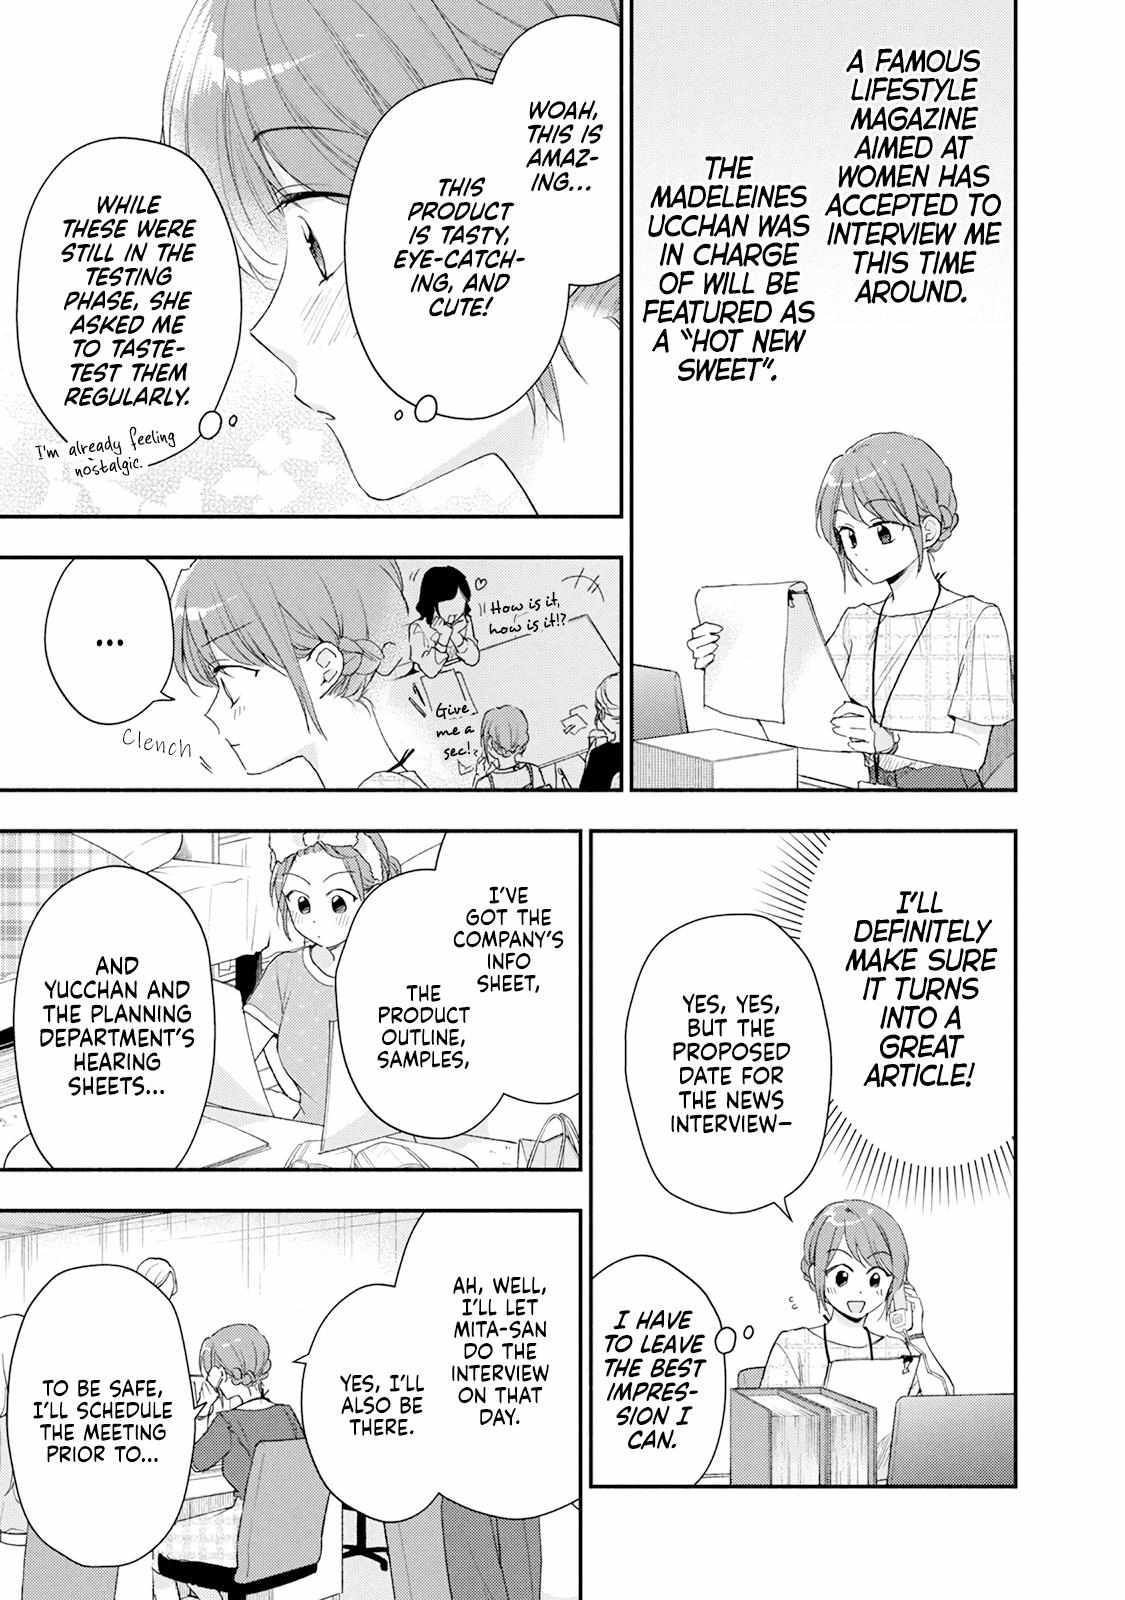 A FAMOUS
LIFESTYLE
MAGAZINE
AIMED AT
WOMEN HAS
ACCEPTED TO
INTERVIEW ME
THIS TIME
AROUND.
THE
MADELEINES
UCCHAN WAS
IN CHARGE
OF WILL BE
FEATURED AS
A "HOT NEW
SWEET".
WOAH,
THIS IS
AMAZ-
ING...
THIS
PRODUCT
IS TASTY,
EYE-CATCH-
ING, AND
CUTE!
WHILE
THESE WERE
STILL IN THE
TESTING
PHASE, SHE
ASKED ME
TO TASTE-
TEST THEM
REGULARLY.
I'm already feeling
nostalgic.
How is it,
how is it!?
Give
me a
sec!
...
Clench
I'LL
DEFINITELY
MAKE SURE
IT TURNS
INTO A
GREAT
ARTICLE!
YES, YES,
BUT THE
PROPOSED
DATE FOR
THE NEWS
INTERVIEW—
I HAVE
TO LEAVE
THE BEST
IMPRES-
SION I
CAN.
I'VE
GOT THE
COMPANY'S
INFO
SHEET,
THE
PRODUCT
OUTLINE,
SAMPLES,
AND
YUCCHAN AND
THE PLANNING
DEPARTMENT'S
HEARING
SHEETS...
AH, WELL,
I'LL LET
MITA-SAN
DO THE
INTERVIEW
ON THAT
DAY.
YES, I'LL
ALSO BE
THERE.
TO BE SAFE,
I'LL SCHEDULE
THE MEETING
PRIOR TO...